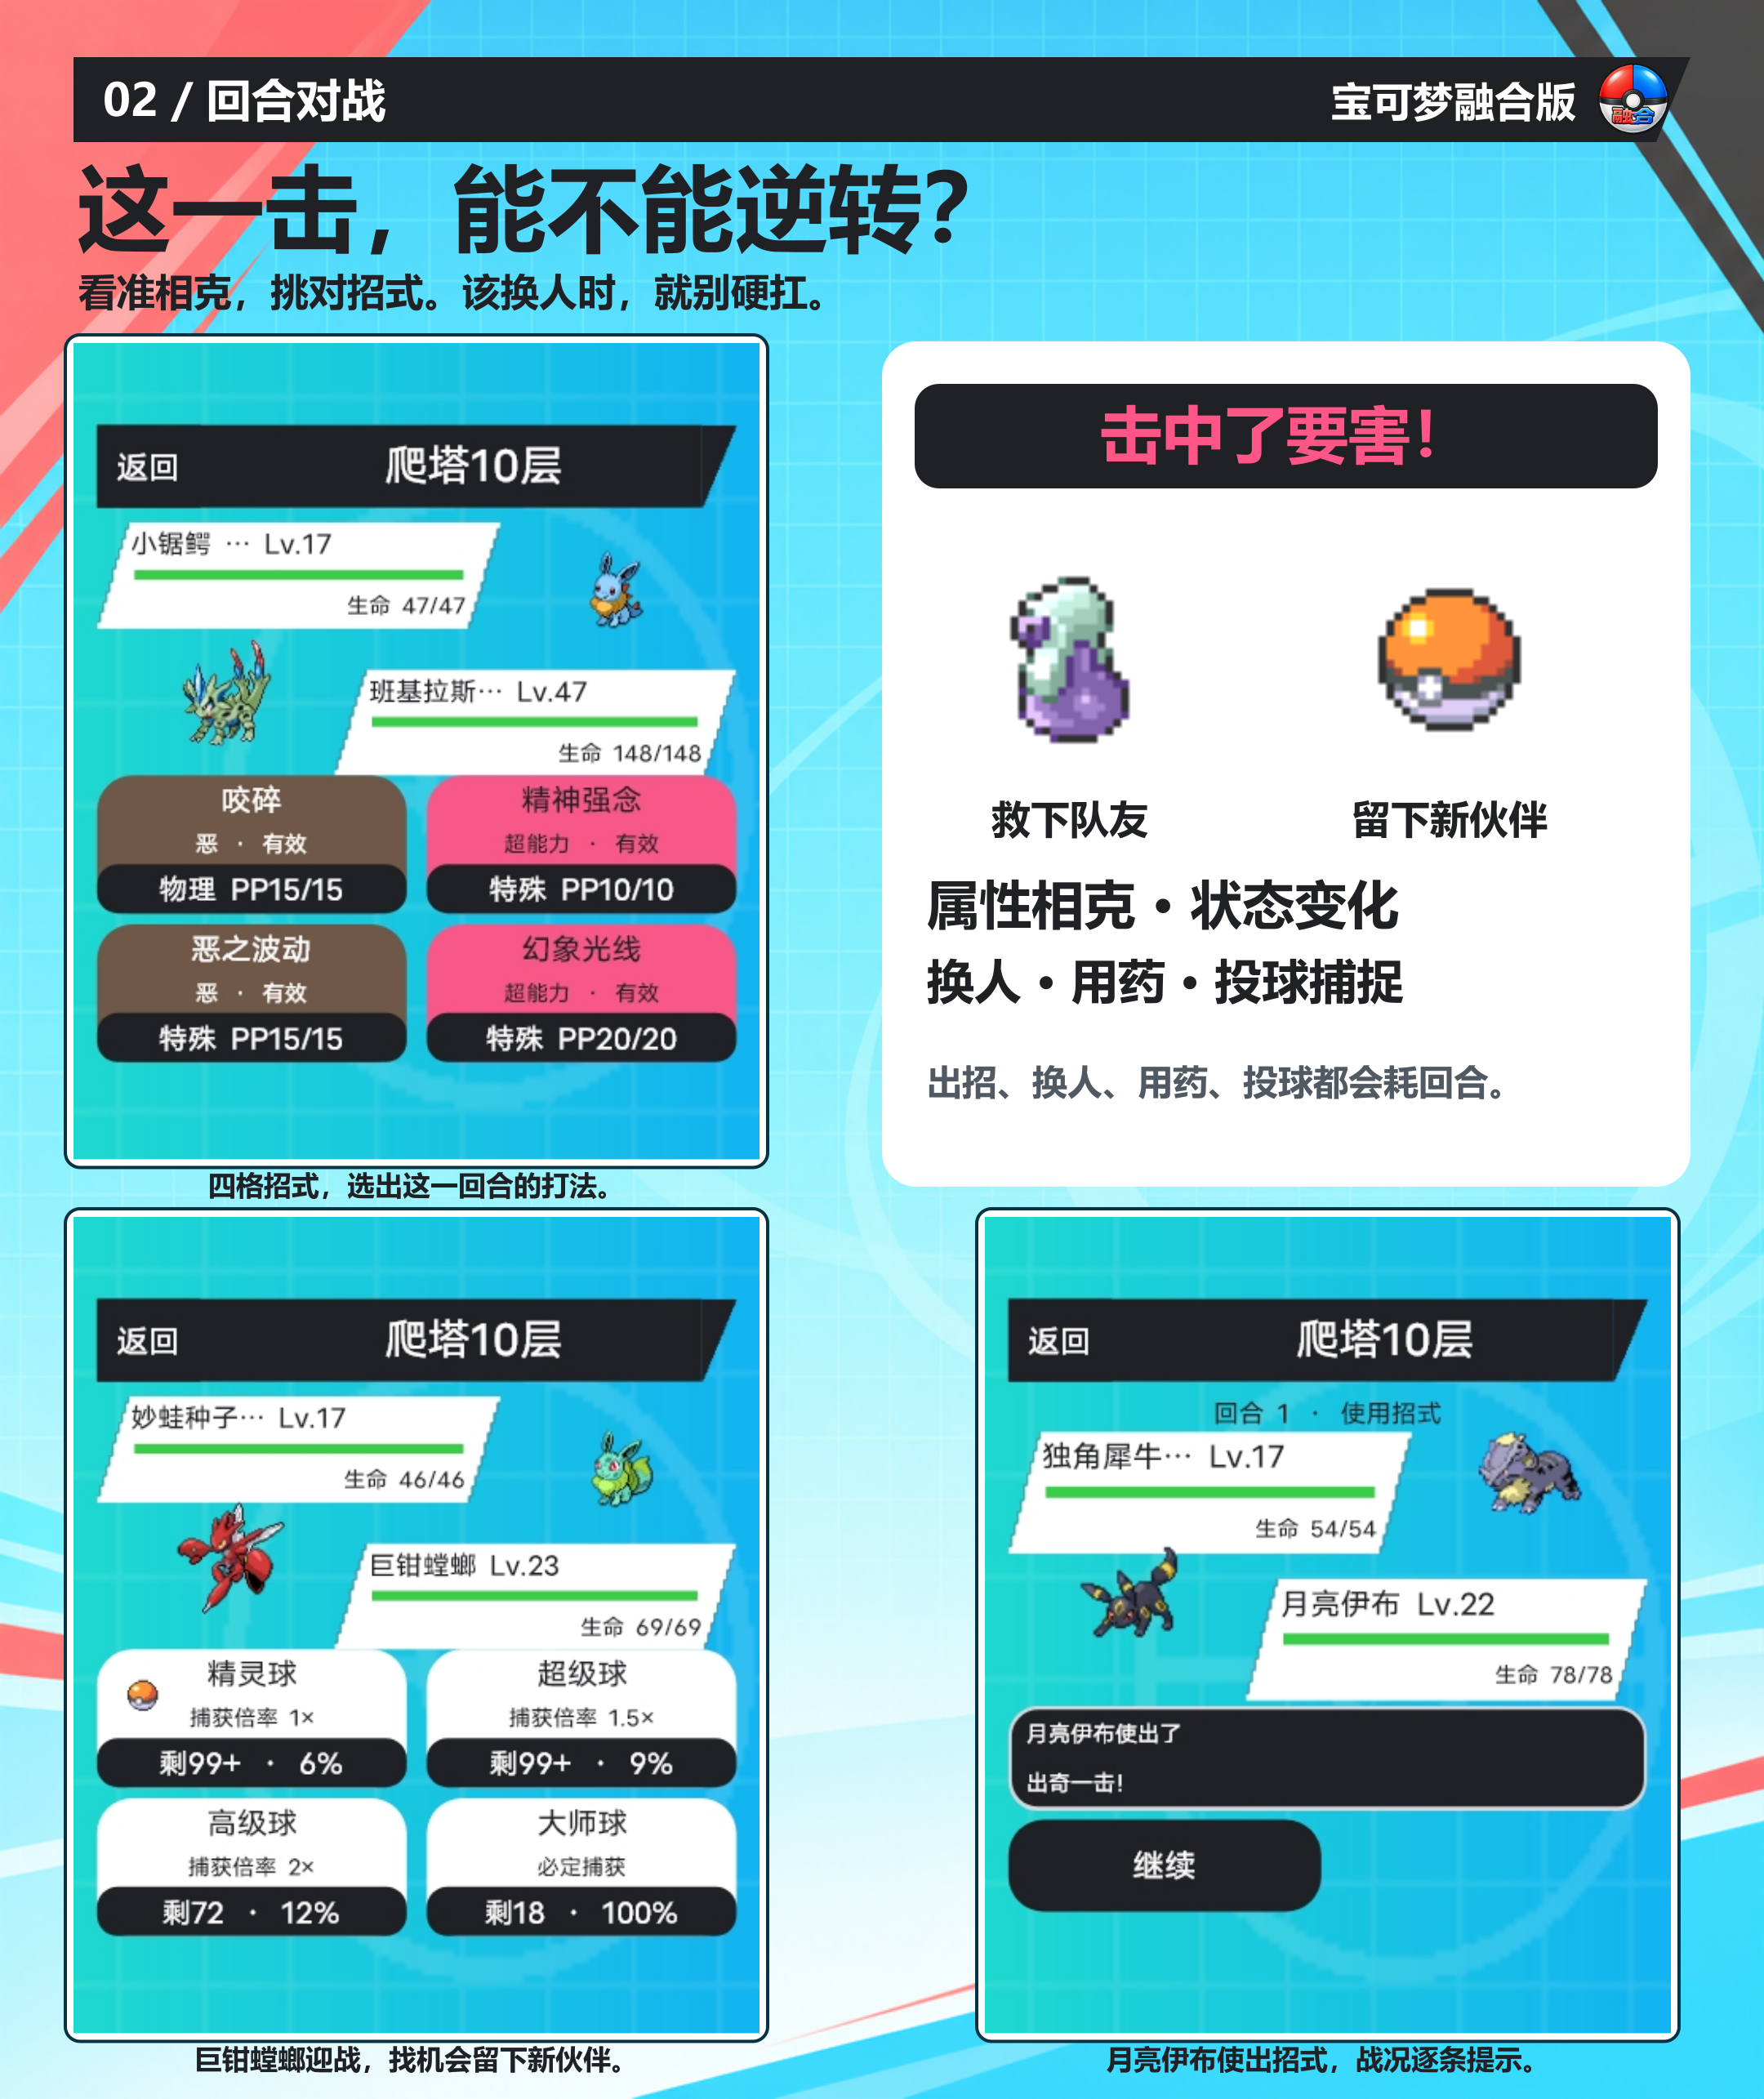 02 / 回合对战
宝可梦融合版
融合
这一击，能不能逆转？
看准相克，挑对招式。该换人时，就别硬扛。
返回
爬塔10层
小锯鳄 … Lv.17
生命 47/47
班基拉斯… Lv.47
生命 148/148
咬碎
恶 · 有效
物理 PP15/15
精神强念
超能力 · 有效
特殊 PP10/10
恶之波动
恶 · 有效
特殊 PP15/15
幻象光线
超能力 · 有效
特殊 PP20/20
四格招式，选出这一回合的打法。
击中了要害！
救下队友
留下新伙伴
属性相克·状态变化
换人·用药·投球捕捉
出招、换人、用药、投球都会耗回合。
返回
爬塔10层
妙蛙种子… Lv.17
生命 46/46
巨钳螳螂 Lv.23
生命 69/69
精灵球
捕获倍率 1×
剩99+ · 6%
超级球
捕获倍率 1.5×
剩99+ · 9%
高级球
捕获倍率 2×
剩72 · 12%
大师球
必定捕获
剩18 · 100%
巨钳螳螂迎战，找机会留下新伙伴。
返回
爬塔10层
回合 1 · 使用招式
独角犀牛… Lv.17
生命 54/54
月亮伊布 Lv.22
生命 78/78
月亮伊布使出了
出奇一击！
继续
月亮伊布使出招式，战况逐条提示。